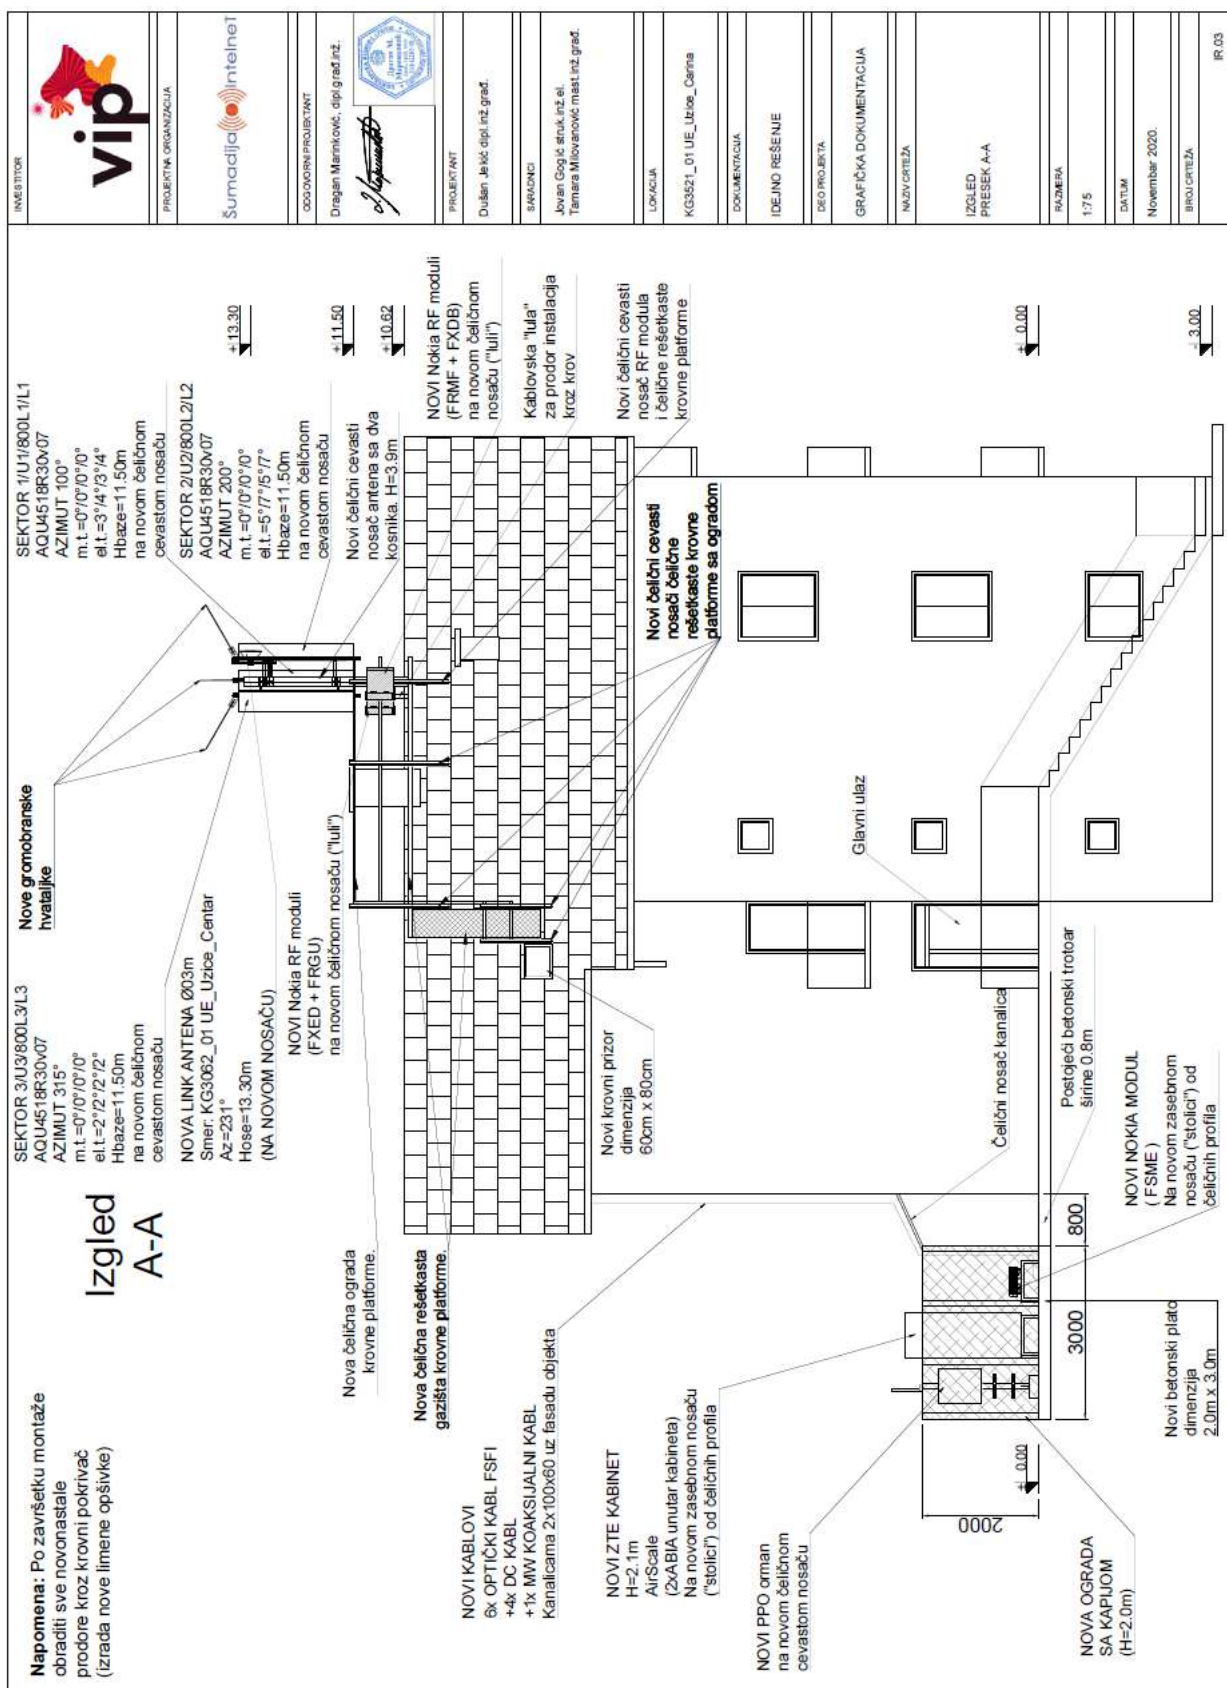 Napomena: Po završetku montaže
obraditi sve novonastale
prodore kroz krovni pokrivač
(izrada nove limene opšivke)
Izgled
A-A
SEKTOR 3/U3/800L3/L3
AQU4518R30v07
AZIMUT 315°
m.t.=0°/0°/0°/0°
el.t.=2°/2°/2°/2°
Hbaze=11.50m
na novom čeličnom
cevastom nosaču
NOVA LINK ANTENA Ø03m
Smer: KG3062_01 UE_Uzice_Centar
Az=231°
Hose=13.30m
(NA NOVOM NOSAČU)
NOVI Nokia RF moduli
(FXED + FRGU)
na novom čeličnom nosaču ("luli")
Nove gromobranske
hvataljke
SEKTOR 1/U1/800L1/L1
AQU4518R30v07
AZIMUT 100°
m.t.=0°/0°/0°/0°
el.t.=3°/4°/3°/4°
Hbaze=11.50m
na novom čeličnom
cevastom nosaču
SEKTOR 2/U2/800L2/L2
AQU4518R30v07
AZIMUT 200°
m.t.=0°/0°/0°/0°
el.t.=5°/7°/5°/7°
Hbaze=11.50m
na novom čeličnom
cevastom nosaču
Novi čelični cevasti
nosač antena sa dva
kosnika. H=3.9m
+13.30
+11.50
+10.62
NOVI Nokia RF moduli
(FRMF + FXDB)
na novom čeličnom
nosaču ("luli")
Kablovska "lula"
za prodor instalacija
kroz krov
Novi čelični cevasti
nosač RF modula
i čelične rešetkaste
krovne platforme
Nova čelična ograda
krovne platforme.
Nova čelična rešetkasta
gazišta krovne platforme.
NOVI KABLOVI
6x OPTIČKI KABL FSFI
+4x DC KABL
+1x MW KOAKSIJALNI KABL
Kanalicama 2x100x60 uz fasadu objekta
Novi krovni prizor
dimenzija
60cm x 80cm
Novi čelični cevasti
nosači čelične
rešetkaste krovne
platforme sa ogradom
NOVI ZTE KABINET
H=2.1m
AirScale
(2xABIA unutar kabineta)
Na novom zasebnom nosaču
("stolici") od čeličnih profila
NOVI PPO orman
na novom čeličnom
cevastom nosaču
Glavni ulaz
Čelični nosač kanalica
± 0.00
± 0.00
- 3.00
2000
3000
800
Postojeći betonski trotoar
širine 0.8m
NOVI NOKIA MODUL
( FSME )
Na novom zasebnom
nosaču ("stolici") od
čeličnih profila
Novi betonski plato
dimenzija
2.0m x 3.0m
NOVA OGRADA
SA KAPIJOM
(H=2.0m)
INVESTITOR
vip
PROJEKTNA ORGANIZACIJA
Šumadija Intelnet
ODGOVORNI PROJEKTANT
Dragan Marinković, dipl.građ.inž.
PROJEKTANT
Dušan Jekić dipl.inž.građ.
SARADNICI
Jovan Gogić struk.inž.el.
Tamara Milovanović mast.inž.građ.
LOKACIJA
KG3521_01 UE_Uzice_Carina
DOKUMENTACIJA
IDEJNO REŠENJE
DEO PROJEKTA
GRAFIČKA DOKUMENTACIJA
NAZIV CRTEŽA
IZGLED
PRESEK A-A
RAZMERA
1:75
DATUM
Novembar 2020.
BROJ CRTEŽA
IR.03